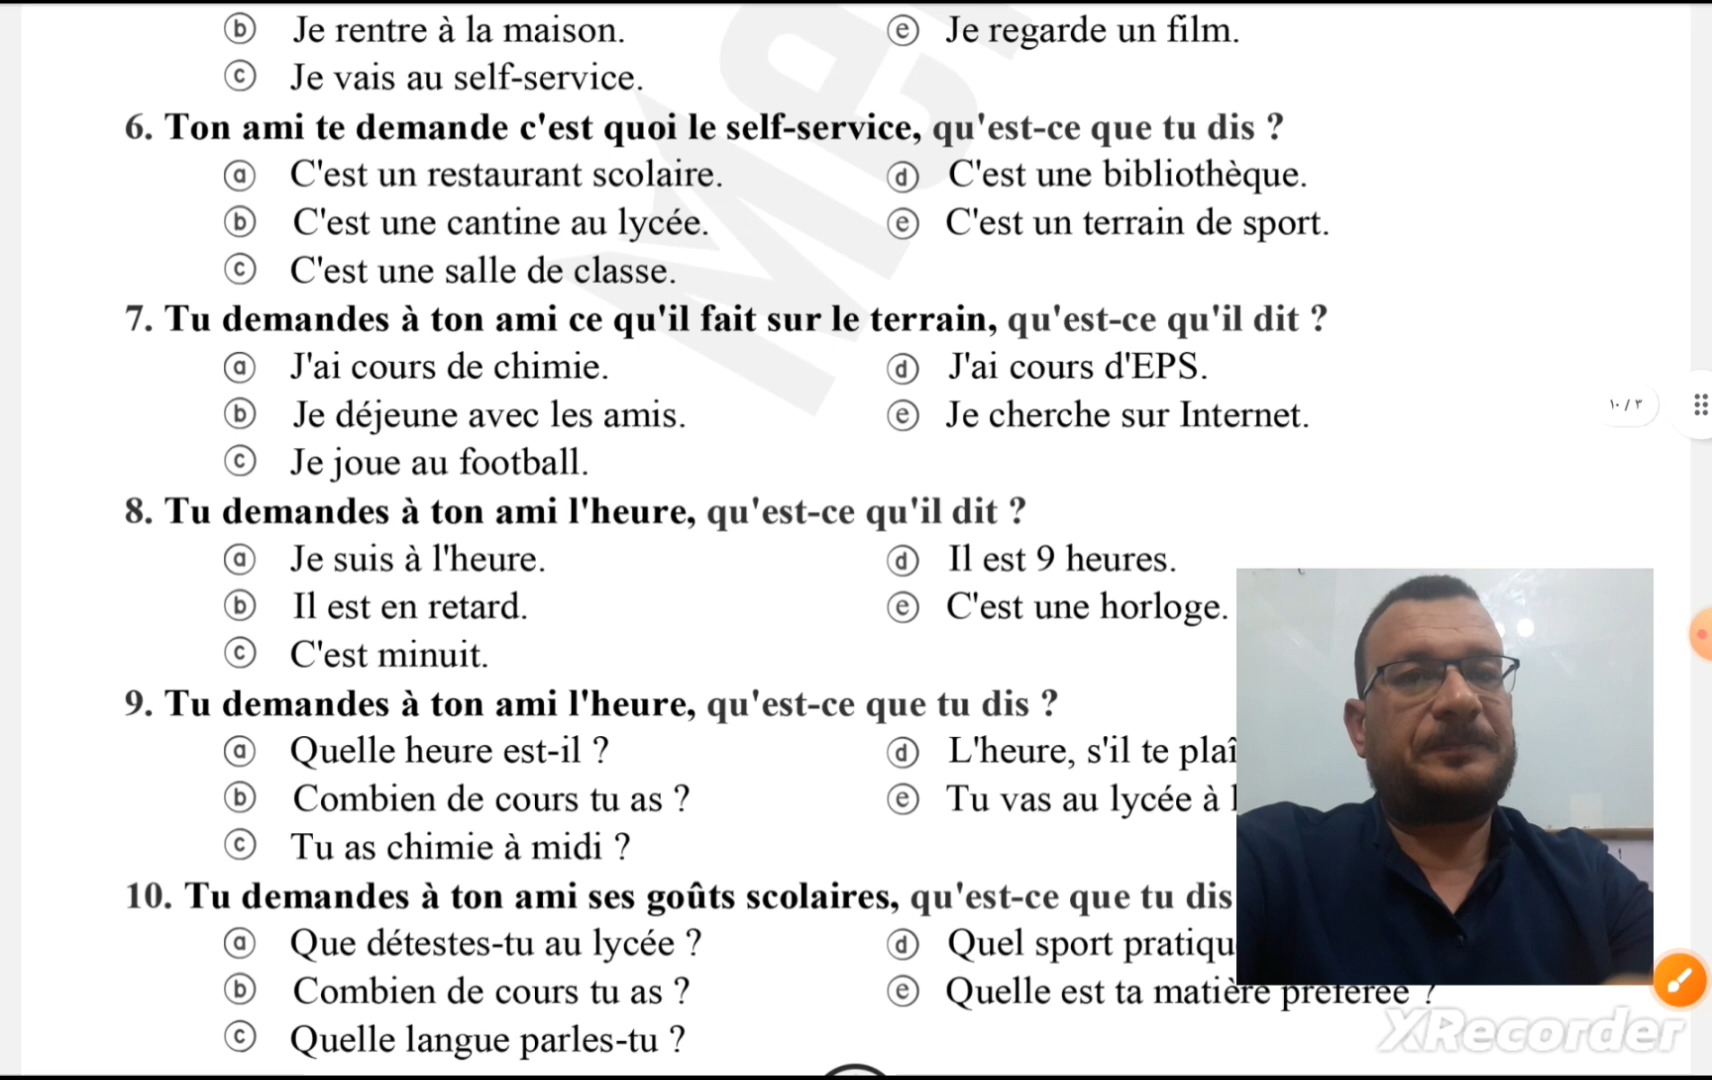 ⓑ Je rentre à la maison. ⓔ Je regarde un film.
ⓒ Je vais au self-service.
6. Ton ami te demande c'est quoi le self-service, qu'est-ce que tu dis ?
ⓐ C'est un restaurant scolaire. ⓓ C'est une bibliothèque.
ⓑ C'est une cantine au lycée. ⓔ C'est un terrain de sport.
ⓒ C'est une salle de classe.
7. Tu demandes à ton ami ce qu'il fait sur le terrain, qu'est-ce qu'il dit ?
ⓐ J'ai cours de chimie. ⓓ J'ai cours d'EPS.
ⓑ Je déjeune avec les amis. ⓔ Je cherche sur Internet.
١٠/٣
ⓒ Je joue au football.
8. Tu demandes à ton ami l'heure, qu'est-ce qu'il dit ?
ⓐ Je suis à l'heure. ⓓ Il est 9 heures.
ⓑ Il est en retard. ⓔ C'est une horloge.
ⓒ C'est minuit.
9. Tu demandes à ton ami l'heure, qu'est-ce que tu dis ?
ⓐ Quelle heure est-il ? ⓓ L'heure, s'il te plaî
ⓑ Combien de cours tu as ? ⓔ Tu vas au lycée à
ⓒ Tu as chimie à midi ?
10. Tu demandes à ton ami ses goûts scolaires, qu'est-ce que tu dis
ⓐ Que détestes-tu au lycée ? ⓓ Quel sport pratiqu
ⓑ Combien de cours tu as ? ⓔ Quelle est ta matière préférée ?
ⓒ Quelle langue parles-tu ?
XRecorder